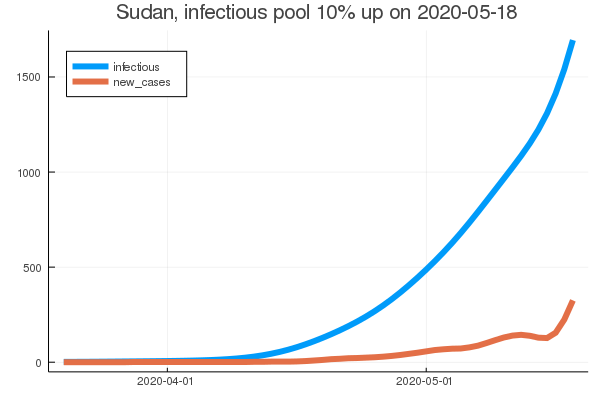 Sudan, infectious pool 10% up on 2020-05-18
infectious
new_cases
1500
1000
500
0
2020-04-01
2020-05-01